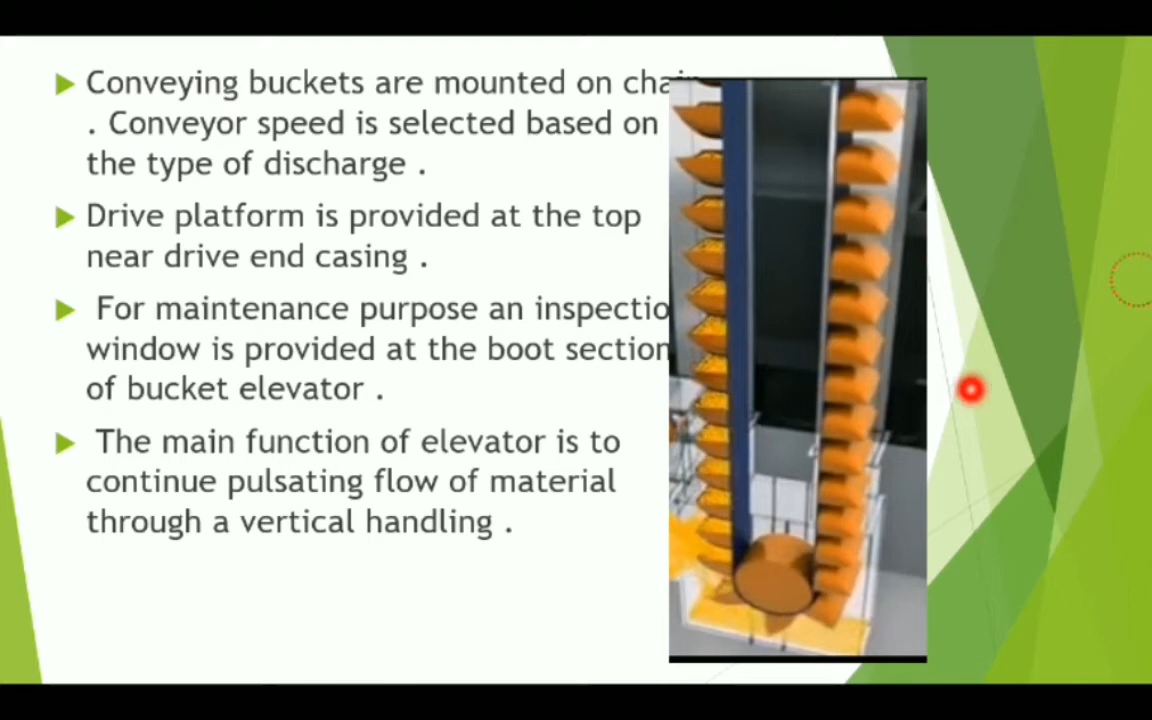 Conveying buckets are mounted on chain
. Conveyor speed is selected based on
the type of discharge .
Drive platform is provided at the top
near drive end casing .
For maintenance purpose an inspectio
window is provided at the boot section
of bucket elevator .
The main function of elevator is to
continue pulsating flow of material
through a vertical handling .